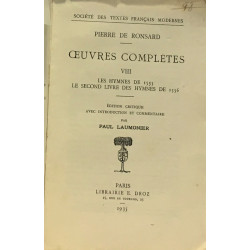 SOCIÉTÉ DES TEXTES FRANÇAIS MODERNES
PIERRE DE RONSARD
ŒUVRES COMPLÈTES
VIII
LES HYMNES DE 1555
LE SECOND LIVRE DES HYMNES DE 1556
ÉDITION CRITIQUE
AVEC INTRODUCTION ET COMMENTAIRE
PAR
PAUL LAUMONIER
PARIS
LIBRAIRIE E. DROZ
1935